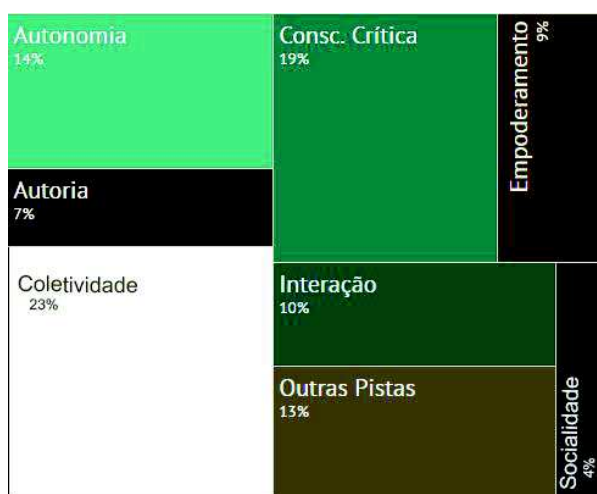 Autonomia
14%
Consc. Crítica
19%
Empoderamento
9%
Autoria
7%
Coletividade
23%
Interação
10%
Outras Pistas
13%
Socialidade
4%